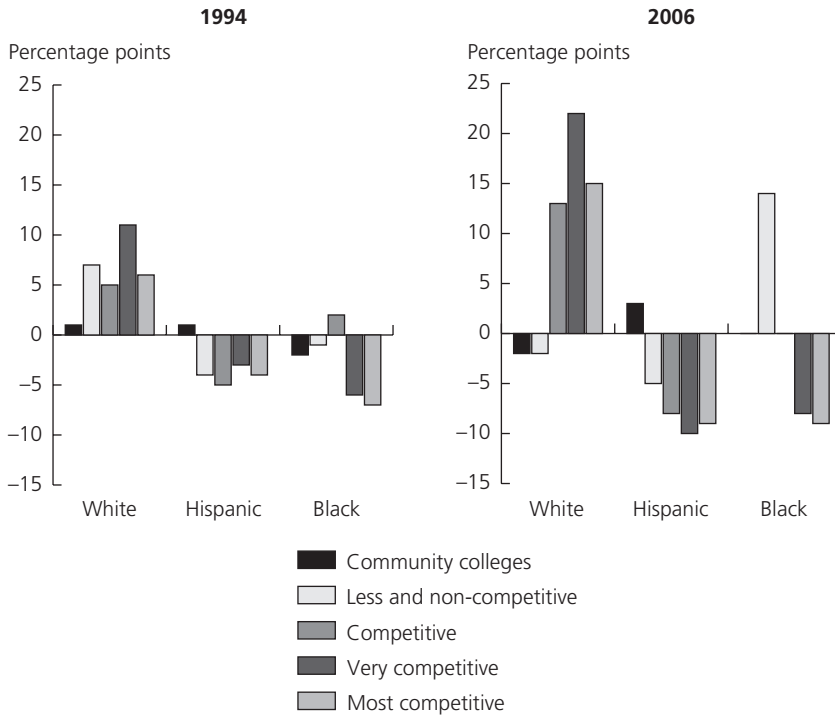 1994
Percentage points
25
20
15
10
5
0
–5
–10
–15
White Hispanic Black
2006
Percentage points
25
20
15
10
5
0
–5
–10
–15
White Hispanic Black
Community colleges
Less and non-competitive
Competitive
Very competitive
Most competitive